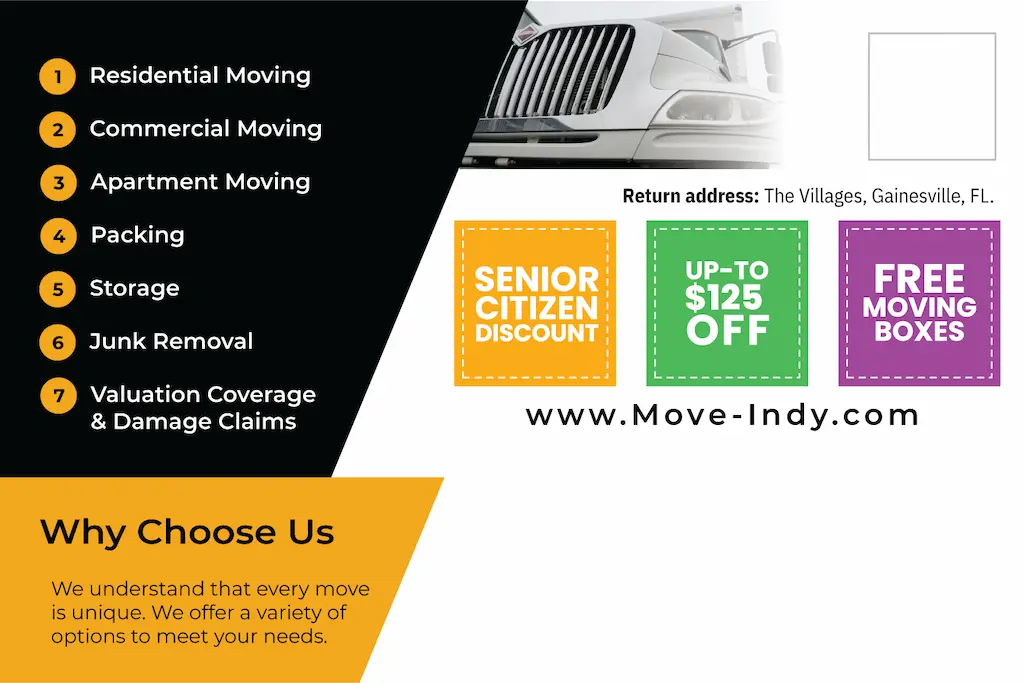 1 Residential Moving
2 Commercial Moving
3 Apartment Moving
4 Packing
5 Storage
6 Junk Removal
7 Valuation Coverage
& Damage Claims
Why Choose Us
We understand that every move
is unique. We offer a variety of
options to meet your needs.
Return address: The Villages, Gainesville, FL.
SENIOR
CITIZEN
DISCOUNT
UP-TO
$125
OFF
FREE
MOVING
BOXES
www.Move-Indy.com